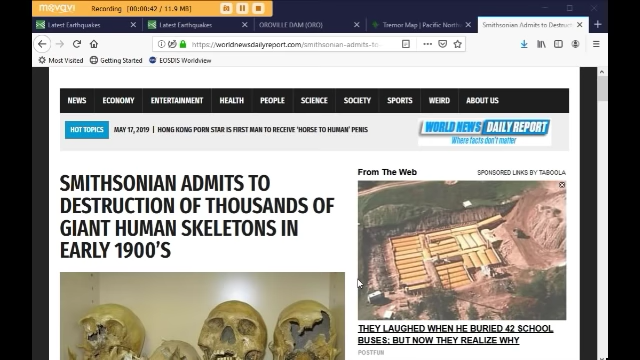 movavi Recording [ 00:00:42 / 11.9 MB ]
Latest Earthquakes
Latest Earthquakes
OROVILLE DAM (ORO)
Tremor Map | Pacific North
Smithsonian Admits to Destruct
https://worldnewsdailyreport.com/smithsonian-admits-to
Most Visited
Getting Started
EOSDIS Worldview
NEWS ECONOMY ENTERTAINMENT HEALTH PEOPLE SCIENCE SOCIETY SPORTS WEIRD ABOUT US
HOT TOPICS
MAY 17, 2019 | HONG KONG PORN STAR IS FIRST MAN TO RECEIVE 'HORSE TO HUMAN' PENIS
WORLD NEWS DAILY REPORT
Where facts don't matter
SMITHSONIAN ADMITS TO
DESTRUCTION OF THOUSANDS OF
GIANT HUMAN SKELETONS IN
EARLY 1900'S
From The Web
SPONSORED LINKS BY TABOOLA
THEY LAUGHED WHEN HE BURIED 42 SCHOOL
BUSES; BUT NOW THEY REALIZE WHY
POSTFUN